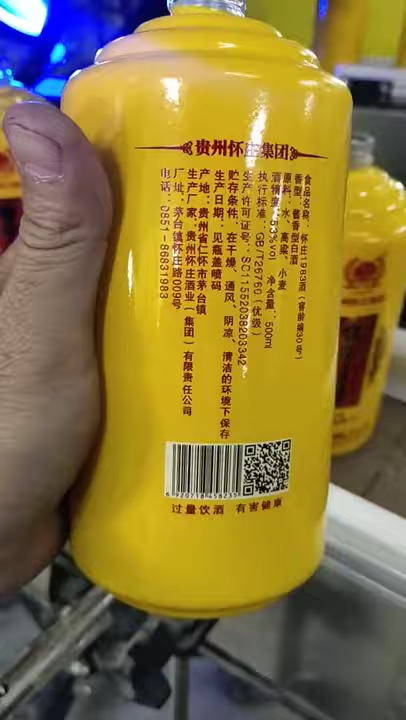 贵州怀庄集团
食品名称：怀庄1983酒（窖龄编30号）
香型：酱香型白酒
原料：水、高粱、小麦
酒精度：53%vol 净含量：500ml
执行标准：GB/T26760（优级）
生产许可证号：SC11552038203342
贮存条件：在干燥、通风、阴凉、清洁的环境下保存
生产日期：见瓶盖喷码
产地：贵州省仁怀市茅台镇
生产厂家：贵州怀庄酒业（集团）有限责任公司
厂址：茅台镇怀庄路009号
电话：0851-86831983
6920718458235
过量饮酒 有害健康